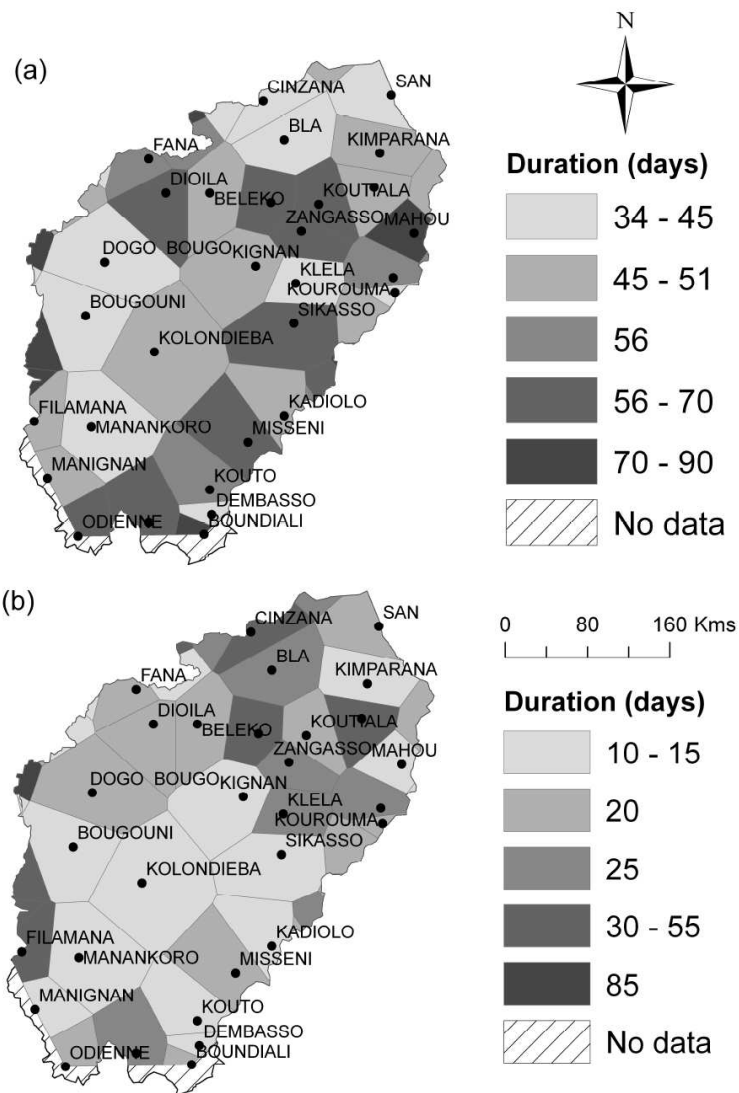 (a)
N
CINZANA
SAN
BLA
KIMPARANA
FANA
DIOILA
BELEKO
KOUTIALA
ZANGASSO
MAHOU
DOGO BOUGO
KIGNAN
KLELA
KOUROUMA
BOUGOUNI
SIKASSO
KOLONDIEBA
FILAMANA
KADIOLO
MANANKORO
MISSENI
MANIGNAN
KOUTO
DEMBASSO
ODIENNE
BOUNDIALI
Duration (days)
34 - 45
45 - 51
56
56 - 70
70 - 90
No data
(b)
CINZANA
SAN
BLA
KIMPARANA
FANA
DIOILA
BELEKO
KOUTIALA
ZANGASSO
MAHOU
DOGO BOUGO
KIGNAN
KLELA
KOUROUMA
BOUGOUNI
SIKASSO
KOLONDIEBA
FILAMANA
KADIOLO
MANANKORO
MISSENI
MANIGNAN
KOUTO
DEMBASSO
ODIENNE
BOUNDIALI
0 80 160 Kms
Duration (days)
10 - 15
20
25
30 - 55
85
No data